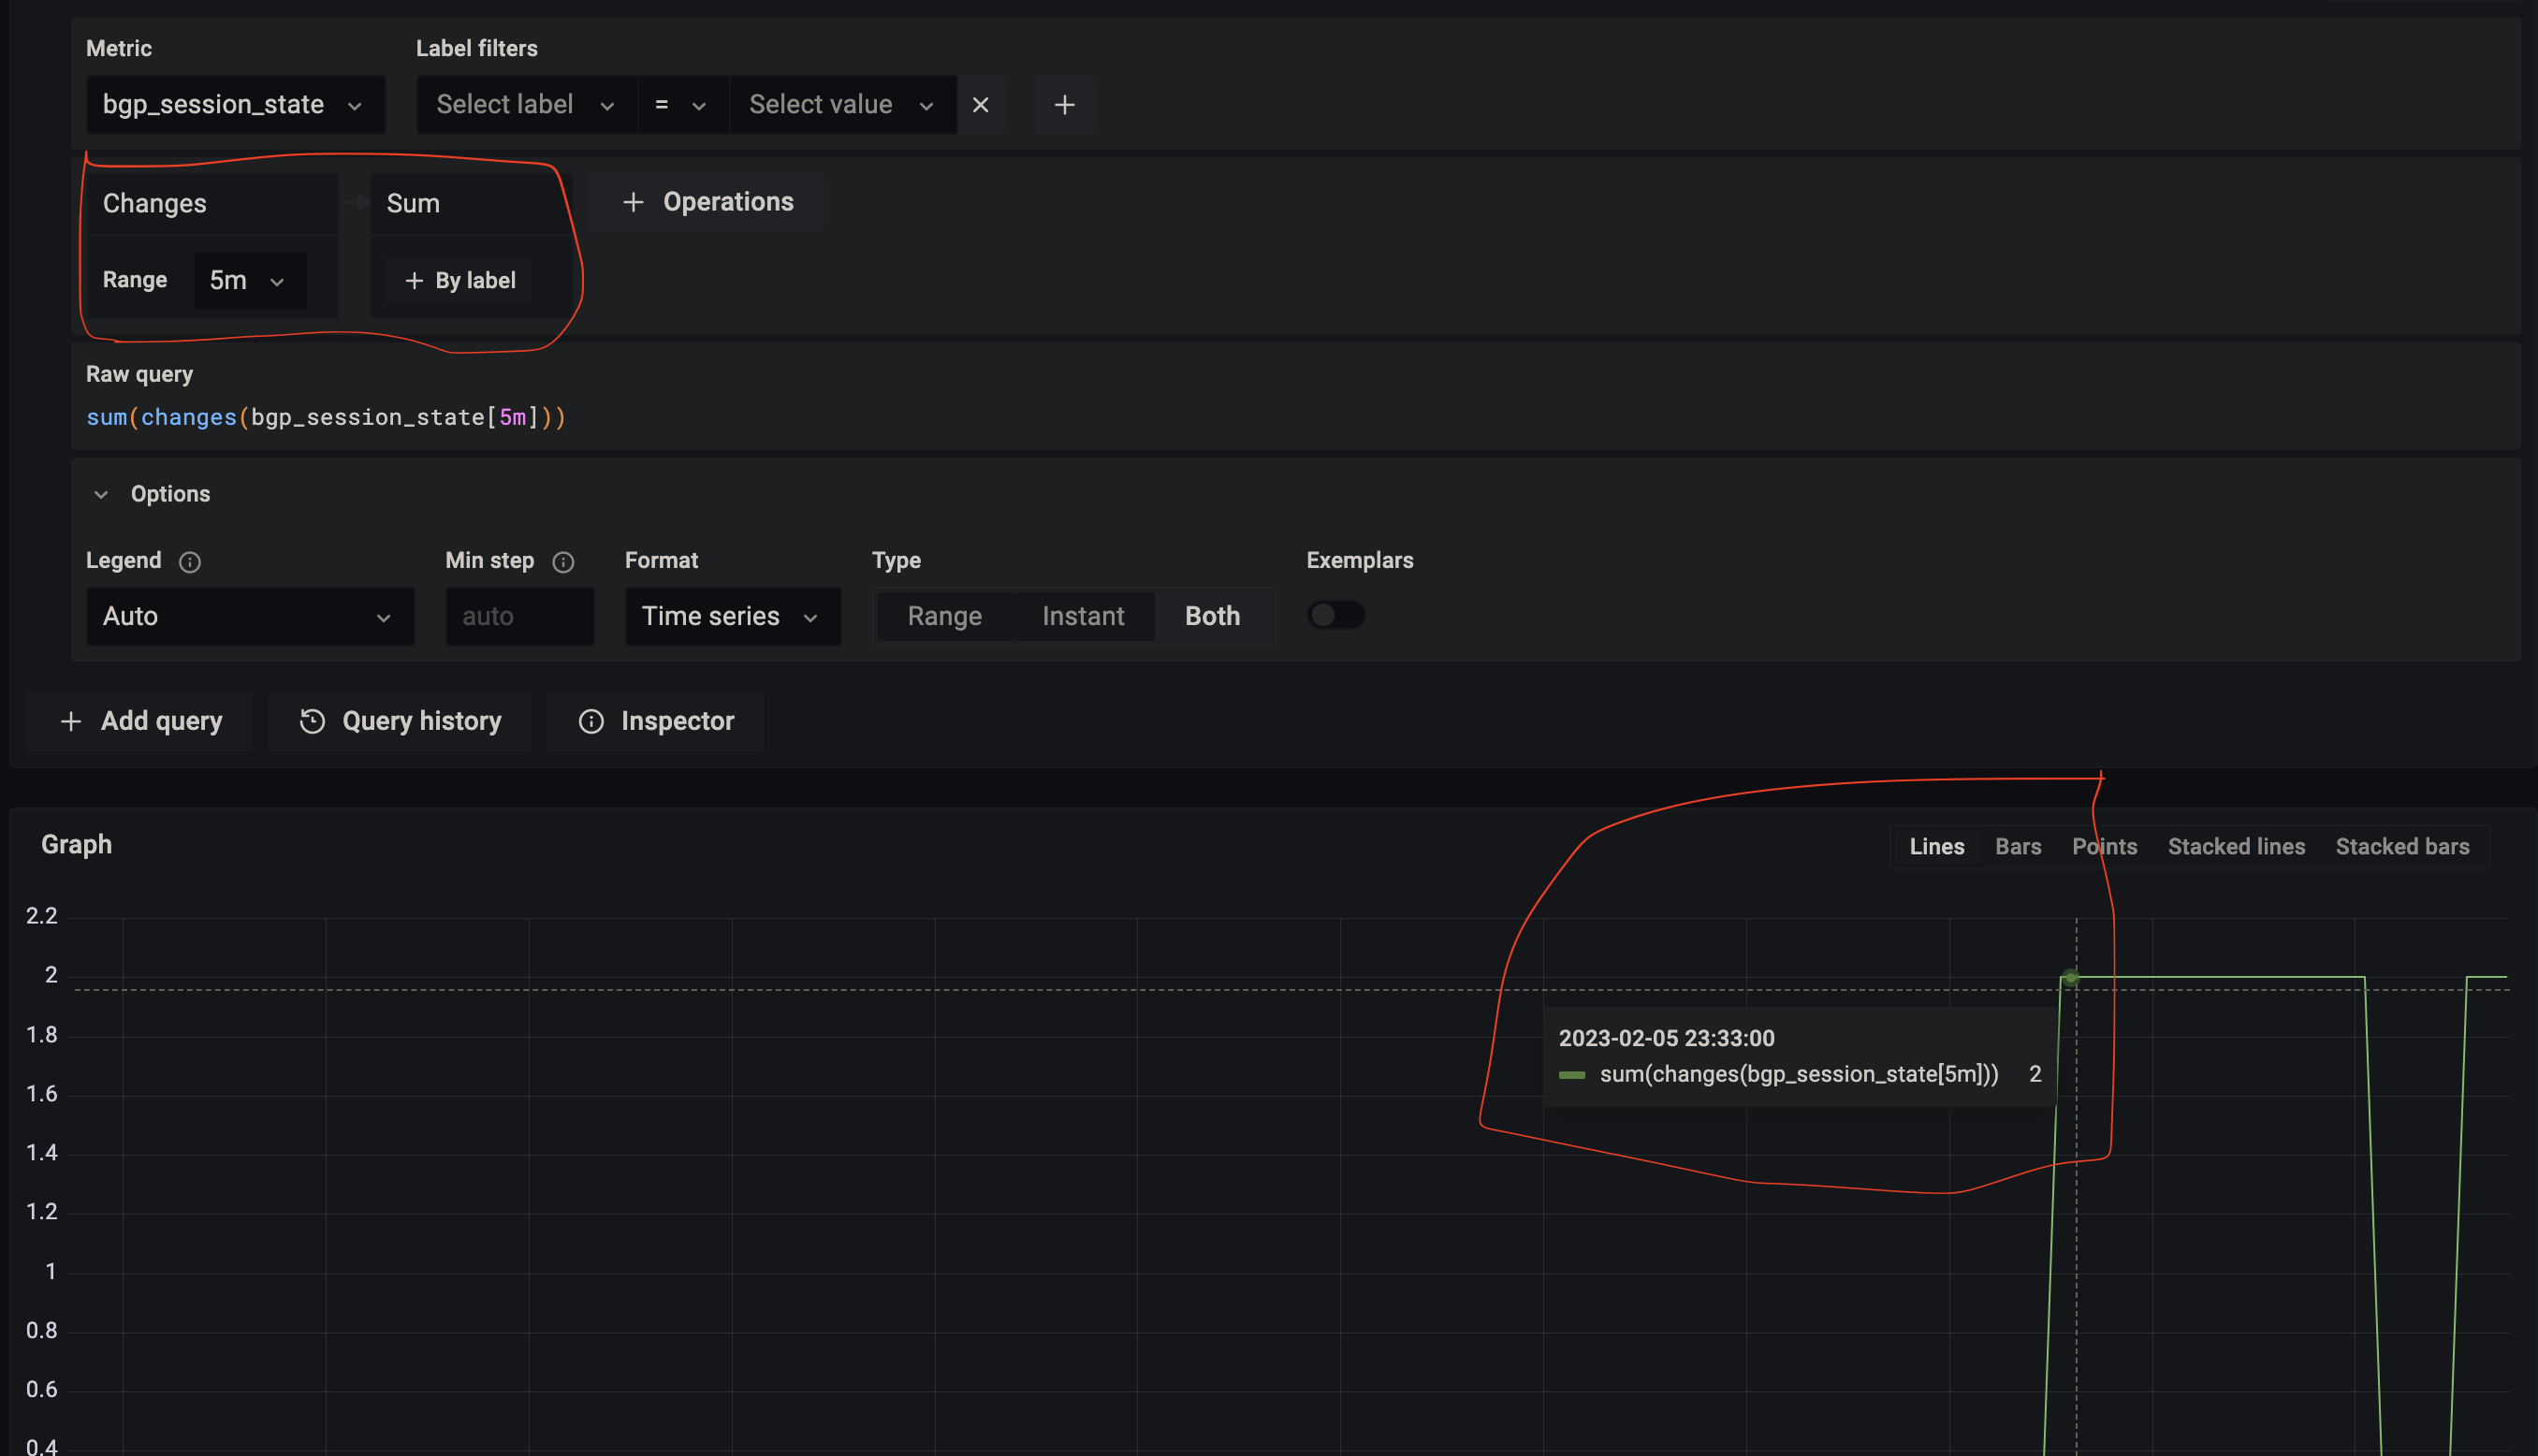 Metric Label filters
bgp_session_state Select label = Select value
Changes Sum + Operations
Range 5m + By label
Raw query
sum(changes(bgp_session_state[5m]))
Options
Legend Min step Format Type Exemplars
Auto auto Time series Range Instant Both
+ Add query Query history Inspector
Graph Lines Bars Points Stacked lines Stacked bars
2.2
2
1.8
2023-02-05 23:33:00
sum(changes(bgp_session_state[5m])) 2
1.6
1.4
1.2
1
0.8
0.6
0.4